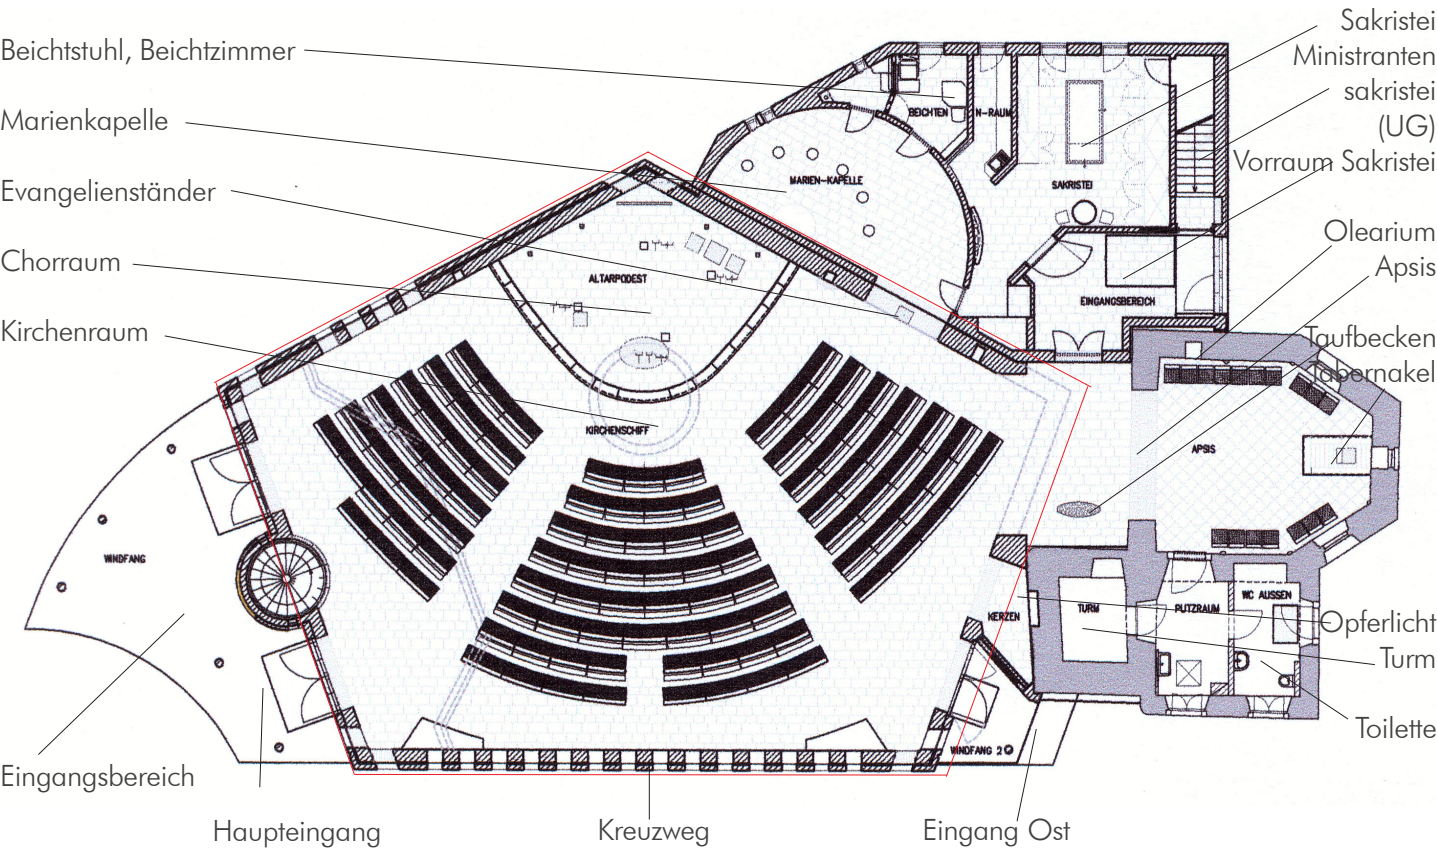 Beichtstuhl, Beichtzimmer
Marienkapelle
Evangelienständer
Chorraum
Kirchenraum
Sakristei
Ministranten
sakristei
(UG)
Vorraum Sakristei
Olearium
Apsis
Taufbecken
Tabernakel
BEICHTEN
N-RAUM
MARIEN-KAPELLE
SAKRISTEI
EINGANGSBEREICH
ALTARPODEST
KIRCHENSCHIFF
APSIS
WINDFANG
KERZEN
TURM
PUTZRAUM
WC AUSSEN
WINDFANG 2
Opferlicht
Turm
Toilette
Eingangsbereich
Haupteingang
Kreuzweg
Eingang Ost